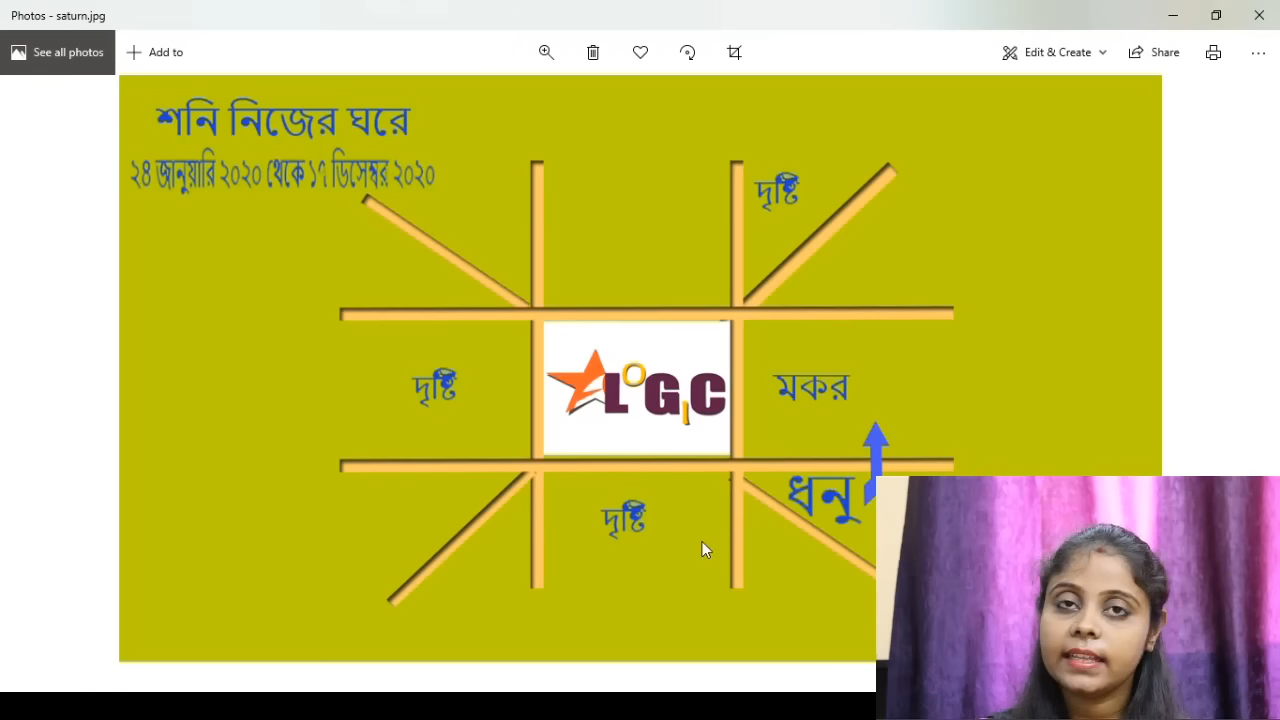 Photos - saturn.jpg
See all photos
Add to
Edit & Create
Share
শনি নিজের ঘরে
২৪ জানুয়ারি ২০২০ থেকে ১৭ ডিসেম্বর ২০২০
দৃষ্টি
দৃষ্টি
ALOGiC
মকর
দৃষ্টি
ধনু